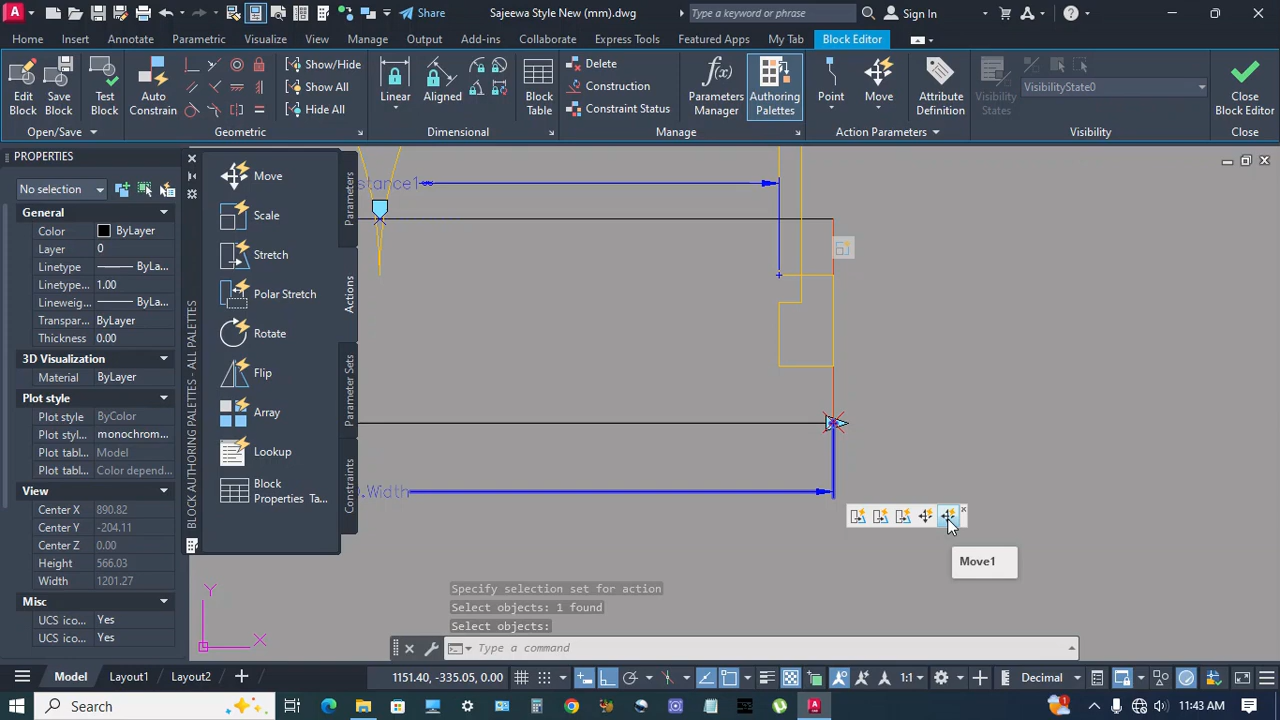 A
Share
Sajeewa Style New (mm).dwg
Type a keyword or phrase
Sign In
Home
Insert
Annotate
Parametric
Visualize
View
Manage
Output
Add-ins
Collaborate
Express Tools
Featured Apps
My Tab
Block Editor
Edit
Block
Save
Block
Test
Block
Auto
Constrain
Show/Hide
Show All
Hide All
Linear
Aligned
Block
Table
Delete
Construction
Constraint Status
Parameters
Manager
Authoring
Palettes
Point
Move
Attribute
Definition
Visibility
States
VisibilityState0
Close
Block Editor
Open/Save
Geometric
Dimensional
Manage
Action Parameters
Visibility
Close
PROPERTIES
No selection
General
Color
ByLayer
Layer
0
Linetype
ByLa...
Linetype...
1.00
Lineweig...
ByLa...
Transpar...
ByLayer
Thickness
0.00
3D Visualization
Material
ByLayer
Plot style
Plot style
ByColor
Plot style
monochrom...
Plot tabl...
Model
Plot tabl...
Color depend...
View
Center X
890.82
Center Y
-204.11
Center Z
0.00
Height
566.03
Width
1201.27
Misc
UCS ico...
Yes
UCS ico...
Yes
BLOCK AUTHORING PALETTES - ALL PALETTES
Move
Scale
Stretch
Polar Stretch
Rotate
Flip
Array
Lookup
Block
Properties Ta...
Parameters
Actions
Parameter Sets
Constraints
stance1
.Width
Move1
Y
X
Specify selection set for action
Select objects: 1 found
Select objects:
Type a command
Model
Layout1
Layout2
1151.40, -335.05, 0.00
1:1
Decimal
Search
11:43 AM